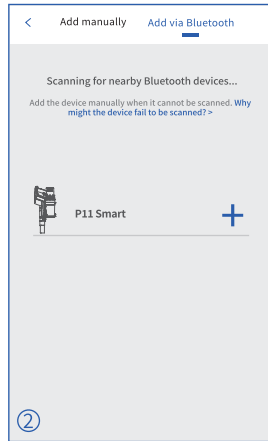 < Add manually Add via Bluetooth
Scanning for nearby Bluetooth devices...
Add the device manually when it cannot be scanned. Why
might the device fail to be scanned? >
P11 Smart
②